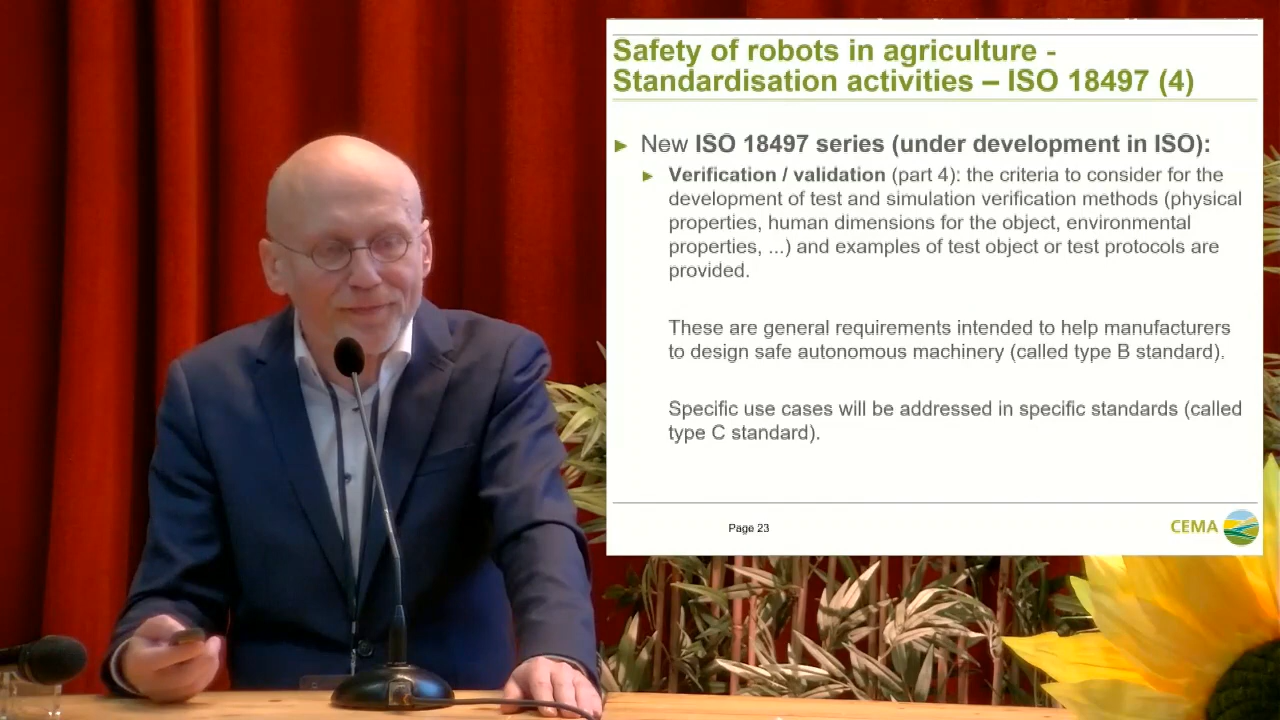 Safety of robots in agriculture -
Standardisation activities – ISO 18497 (4)
► New ISO 18497 series (under development in ISO):
► Verification / validation (part 4): the criteria to consider for the
development of test and simulation verification methods (physical
properties, human dimensions for the object, environmental
properties, ...) and examples of test object or test protocols are
provided.
These are general requirements intended to help manufacturers
to design safe autonomous machinery (called type B standard).
Specific use cases will be addressed in specific standards (called
type C standard).
Page 23
CEMA